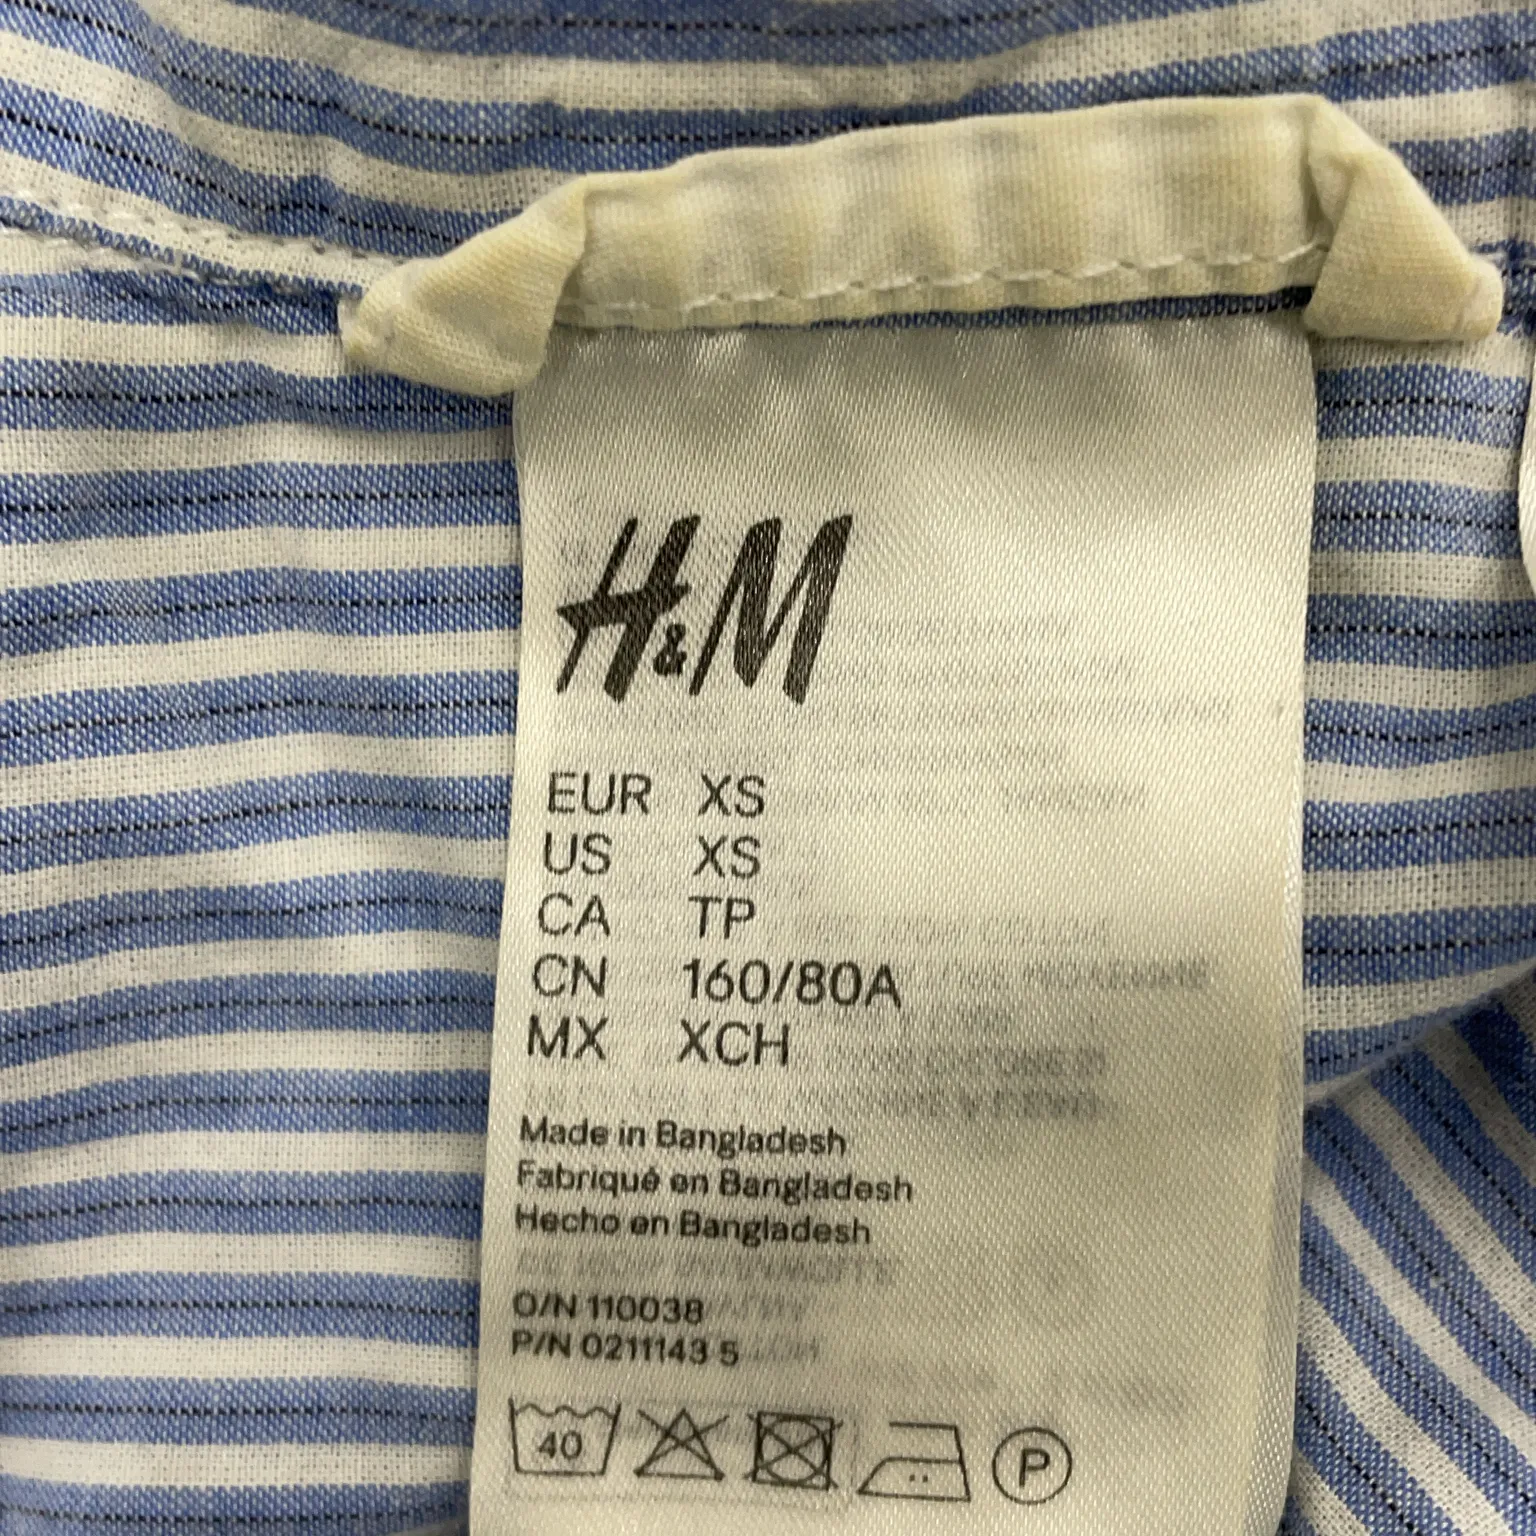 H&M
EUR XS
US XS
CA TP
CN 160/80A
MX XCH
Made in Bangladesh
Fabriqué en Bangladesh
Hecho en Bangladesh
O/N 110038
P/N 0211143 5
40
P